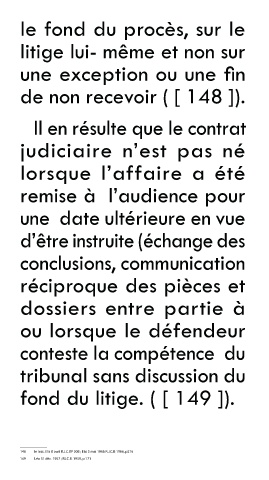 le fond du procès, sur le
litige lui- même et non sur
une exception ou une fin
de non recevoir ( [ 148 ]).
Il en résulte que le contrat
judiciaire n’est pas né
lorsque l’affaire a été
remise à l’audience pour
une date ultérieure en vue
d’être instruite (échange des
conclusions, communication
réciproque des pièces et
dossiers entre partie à
ou lorsque le défendeur
conteste la compétence du
tribunal sans discussion du
fond du litige. ( [ 149 ]).
148
149